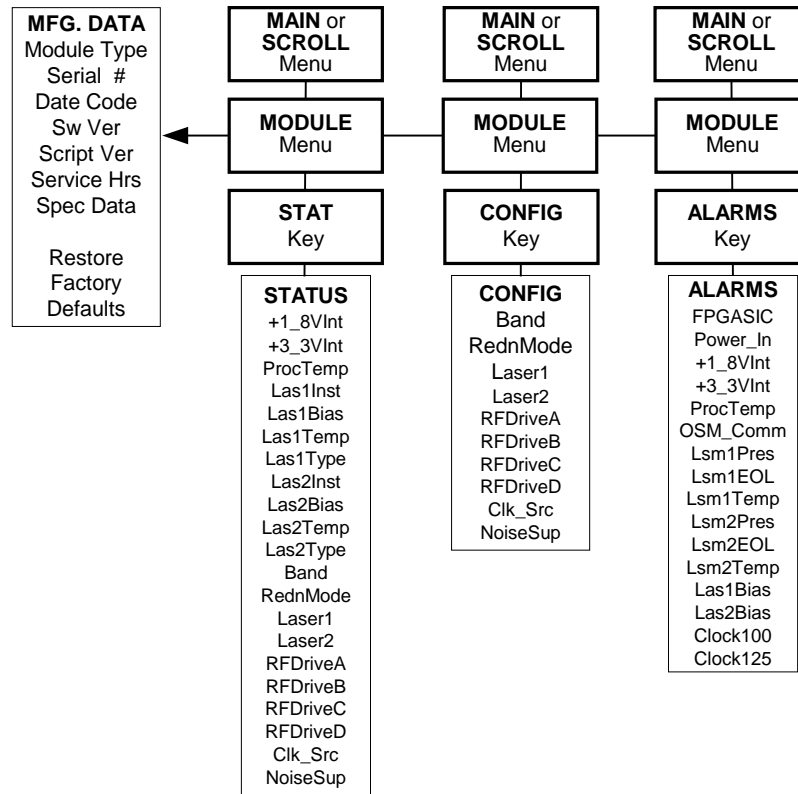 MFG. DATA
Module Type
Serial #
Date Code
Sw Ver
Script Ver
Service Hrs
Spec Data
Restore
Factory
Defaults
MAIN or
SCROLL
Menu
MODULE
Menu
STAT
Key
STATUS
+1_8VInt
+3_3VInt
ProcTemp
Las1Inst
Las1Bias
Las1Temp
Las1Type
Las2Inst
Las2Bias
Las2Temp
Las2Type
Band
RednMode
Laser1
Laser2
RFDriveA
RFDriveB
RFDriveC
RFDriveD
Clk_Src
NoiseSup
MAIN or
SCROLL
Menu
MODULE
Menu
CONFIG
Key
CONFIG
Band
RednMode
Laser1
Laser2
RFDriveA
RFDriveB
RFDriveC
RFDriveD
Clk_Src
NoiseSup
MAIN or
SCROLL
Menu
MODULE
Menu
ALARMS
Key
ALARMS
FPGASIC
Power_In
+1_8VInt
+3_3VInt
ProcTemp
OSM_Comm
Lsm1Pres
Lsm1EOL
Lsm1Temp
Lsm2Pres
Lsm2EOL
Lsm2Temp
Las1Bias
Las2Bias
Clock100
Clock125